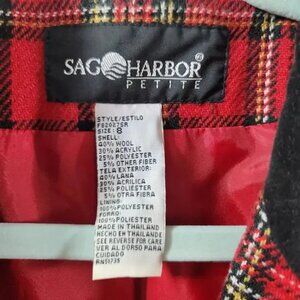 SAG HARBOR
®
PETITE
STYLE/ESTILO
F620275R
SIZE: 8
SHELL:
40% WOOL
30% ACRYLIC
25% POLYESTER
5% OTHER FIBER
TELA EXTERIOR:
40% LANA
30% ACRILICA
25% POLIESTER
5% OTRA FIBRA
LINING:
100% POLYESTER
FORRO:
100% POLIESTER
MADE IN THAILAND
HECHO EN THAILANDE
SEE REVERSE FOR CARE
VER AL DORSO PARA
CUIDADO
RN51735